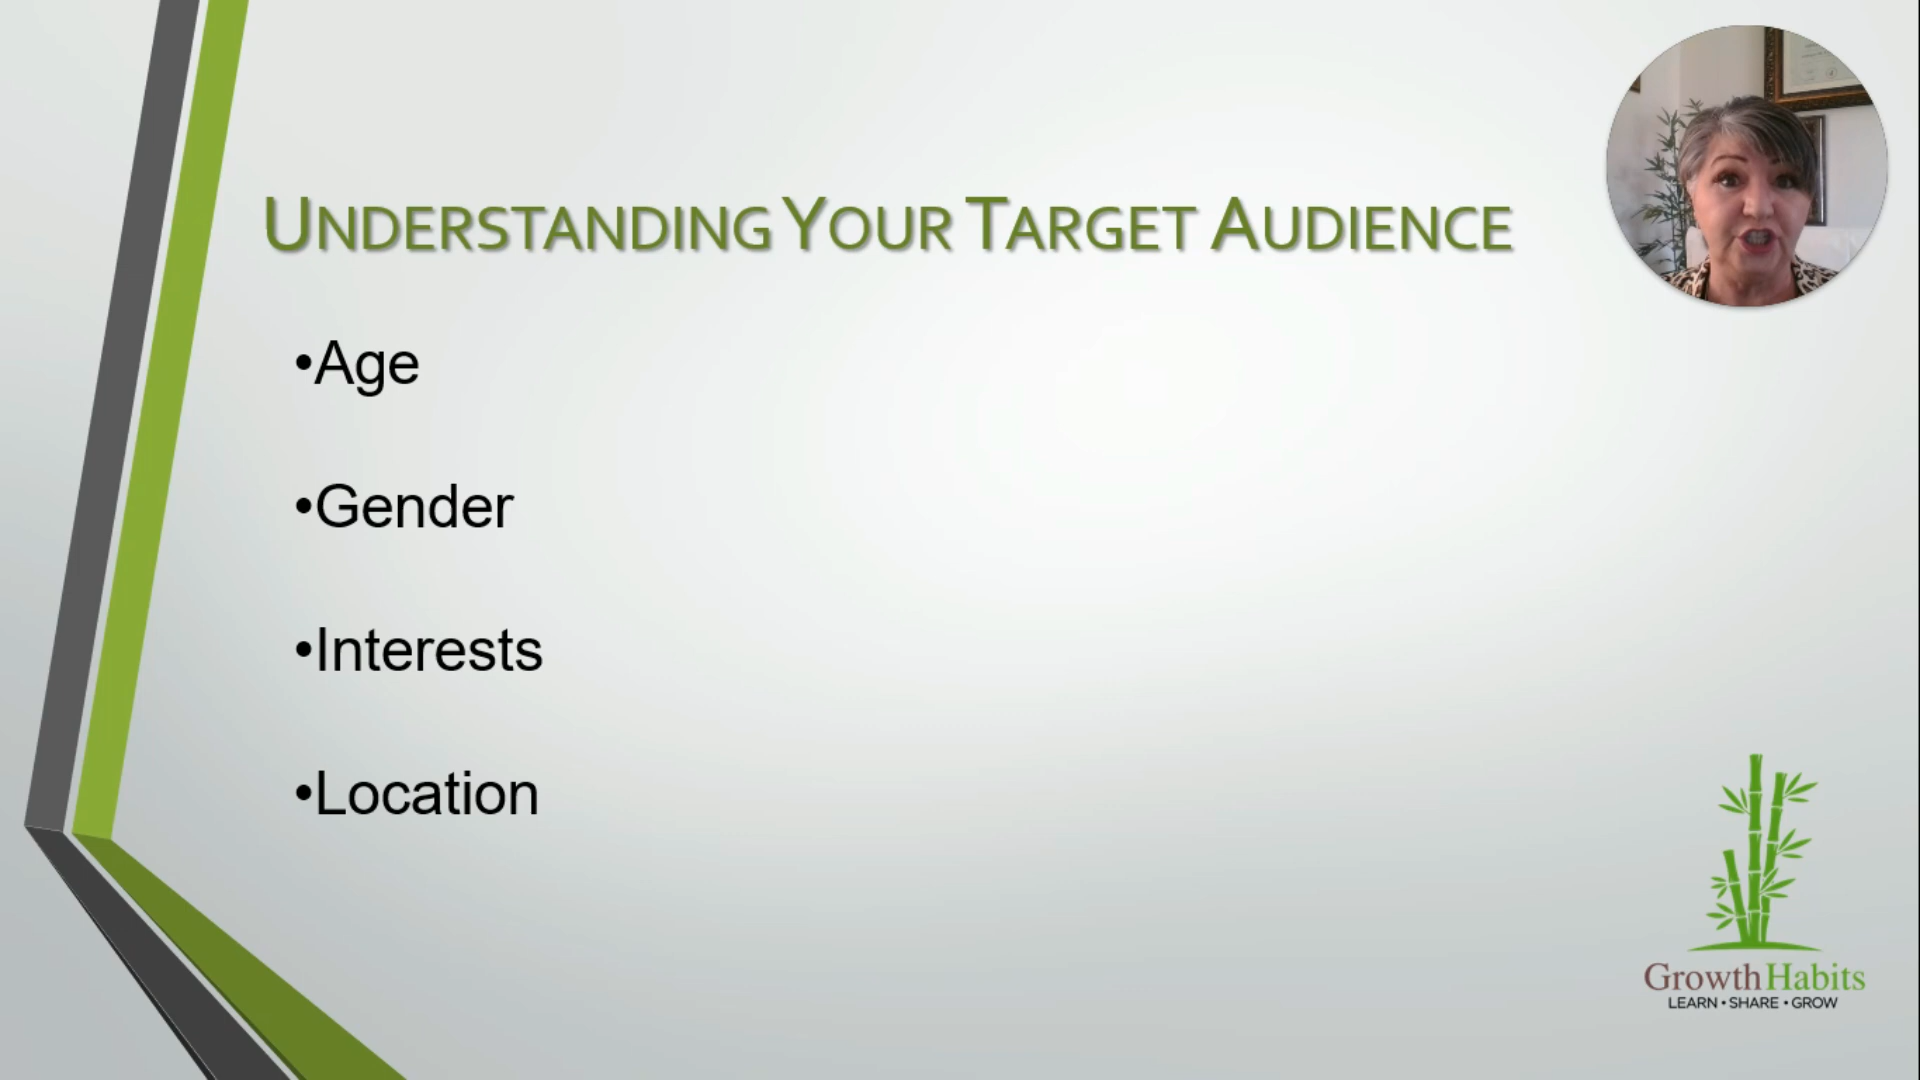 UNDERSTANDING YOUR TARGET AUDIENCE
•Age
•Gender
•Interests
•Location
GrowthHabits
LEARN • SHARE • GROW